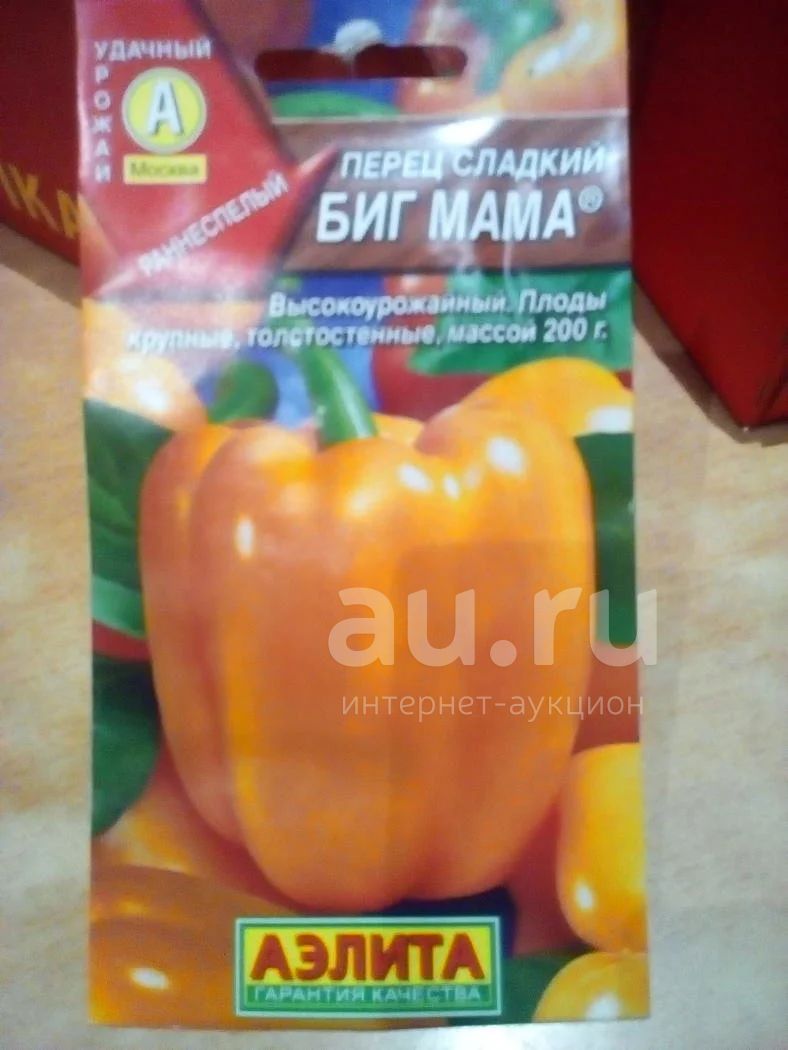 УДАЧНЫЙ
УРОЖАЙ
А
Москва
РАННЕСПЕЛЫЙ
ПЕРЕЦ СЛАДКИЙ
БИГ МАМА®
Высокоурожайный. Плоды
крупные, толстостенные, массой 200 г.
au.ru
интернет-аукцион
АЭЛИТА
ГАРАНТИЯ КАЧЕСТВА